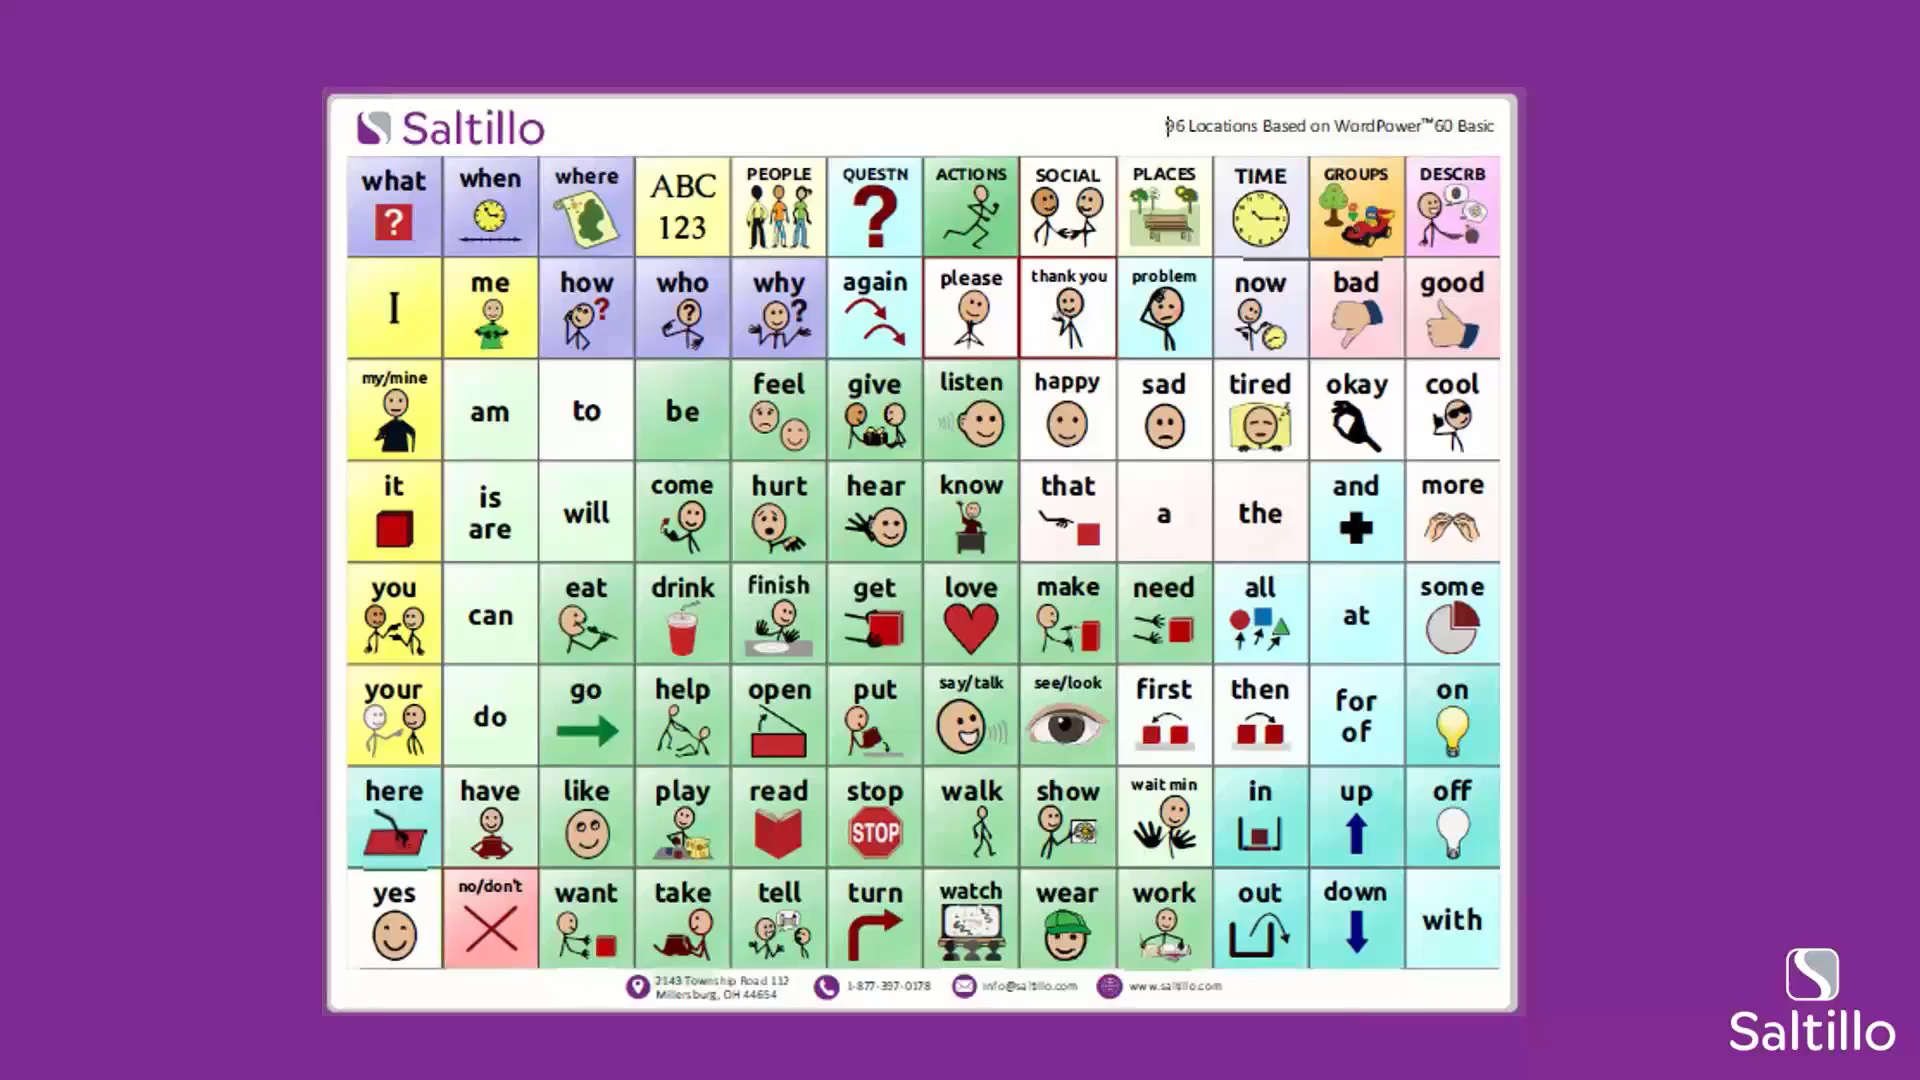 Saltillo
96 Locations Based on WordPower™60 Basic
what when where ABC 123 PEOPLE QUESTN ACTIONS SOCIAL PLACES TIME GROUPS DESCRB
? ?
I me how who why again please thank you problem now bad good
? ? ?
my/mine am to be feel give listen happy sad tired okay cool
it is are will come hurt hear know that a the and more
you can eat drink finish get love make need all at some
your do go help open put say/talk see/look first then for of on
here have like play read stop walk show wait min in up off
STOP
yes no/don't want take tell turn watch wear work out down with
2143 Township Road 112
Millersburg, OH 44654
1-877-397-0178
info@saltillo.com
www.saltillo.com
Saltillo